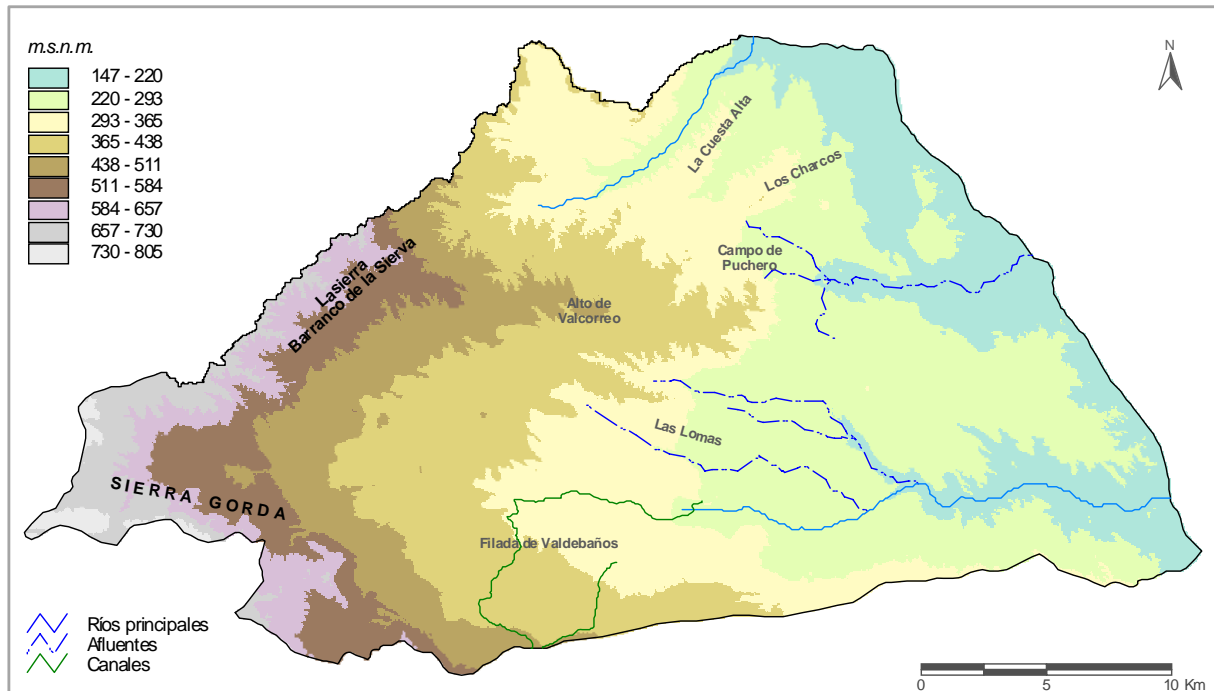 m.s.n.m.
147 - 220
220 - 293
293 - 365
365 - 438
438 - 511
511 - 584
584 - 657
657 - 730
730 - 805
N
La Cuesta Alta
Los Charcos
Campo de
Puchero
Lasierra
Barranco de la Sierva
Alto de
Valcorreo
Las Lomas
SIERRA GORDA
Filada de Valdebaños
Ríos principales
Afluentes
Canales
0 5 10 Km